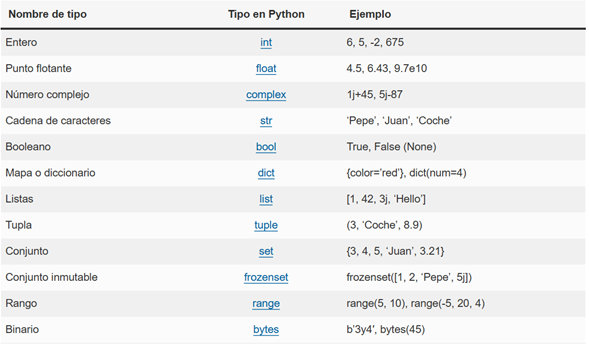 Nombre de tipo Tipo en Python Ejemplo
Entero int 6, 5, -2, 675
Punto flotante float 4.5, 6.43, 9.7e10
Número complejo complex 1j+45, 5j-87
Cadena de caracteres str ‘Pepe’, ‘Juan’, ‘Coche’
Booleano bool True, False (None)
Mapa o diccionario dict {color=’red’}, dict(num=4)
Listas list [1, 42, 3j, ‘Hello’]
Tupla tuple (3, ‘Coche’, 8.9)
Conjunto set {3, 4, 5, ‘Juan’, 3.21}
Conjunto inmutable frozenset frozenset([1, 2, ‘Pepe’, 5j])
Rango range range(5, 10), range(-5, 20, 4)
Binario bytes b’3y4′, bytes(45)